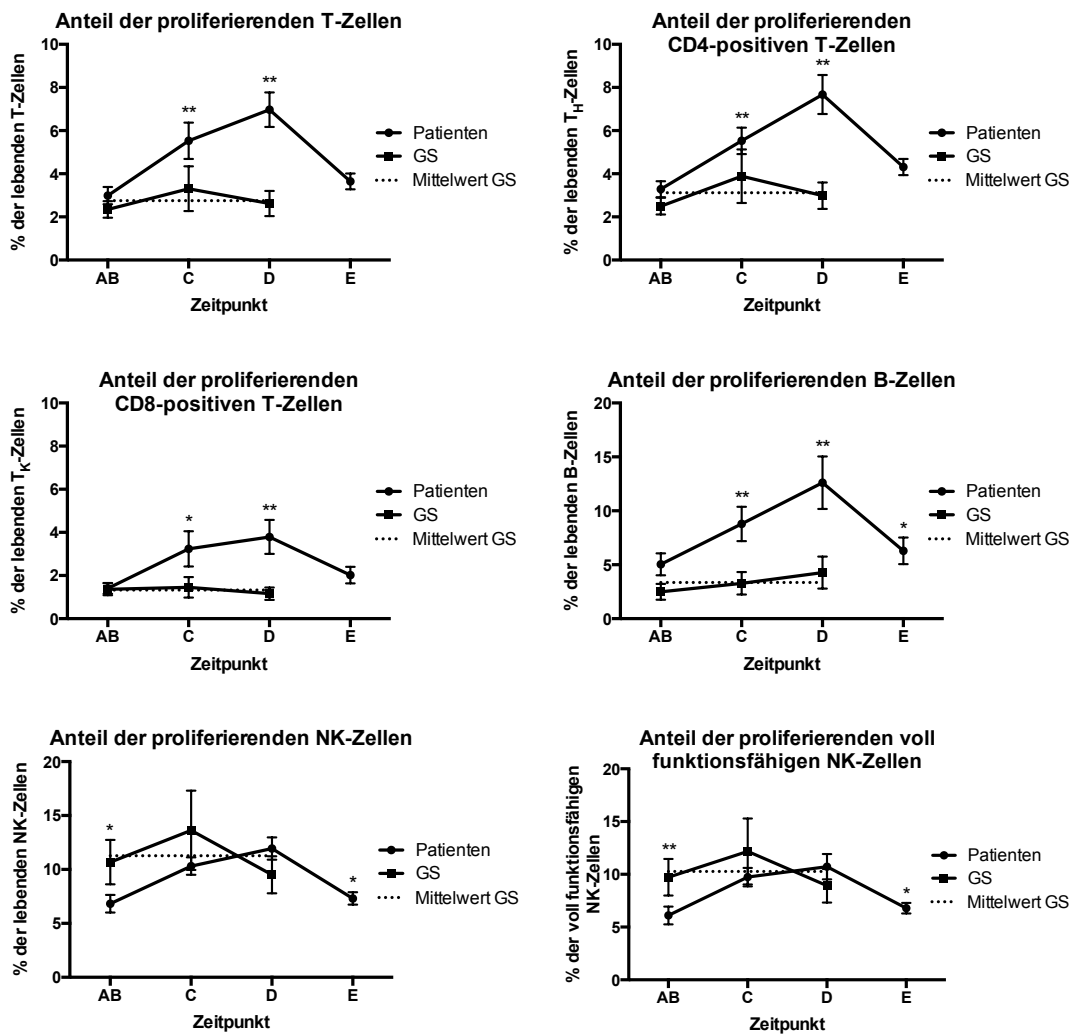 Anteil der proliferierenden T-Zellen
% der lebenden T-Zellen
10
8
6
4
2
0
**
**
AB
C
D
E
Zeitpunkt
Patienten
GS
Mittelwert GS
Anteil der proliferierenden
CD4-positiven T-Zellen
% der lebenden T_H-Zellen
10
8
6
4
2
0
**
**
AB
C
D
E
Zeitpunkt
Patienten
GS
Mittelwert GS
Anteil der proliferierenden
CD8-positiven T-Zellen
% der lebenden T_K-Zellen
10
8
6
4
2
0
*
**
AB
C
D
E
Zeitpunkt
Patienten
GS
Mittelwert GS
Anteil der proliferierenden B-Zellen
% der lebenden B-Zellen
20
15
10
5
0
**
**
*
AB
C
D
E
Zeitpunkt
Patienten
GS
Mittelwert GS
Anteil der proliferierenden NK-Zellen
% der lebenden NK-Zellen
20
15
10
5
0
*
*
AB
C
D
E
Zeitpunkt
Patienten
GS
Mittelwert GS
Anteil der proliferierenden voll
funktionsfähigen NK-Zellen
% der voll funktionsfähigen
NK-Zellen
20
15
10
5
0
**
*
AB
C
D
E
Zeitpunkt
Patienten
GS
Mittelwert GS